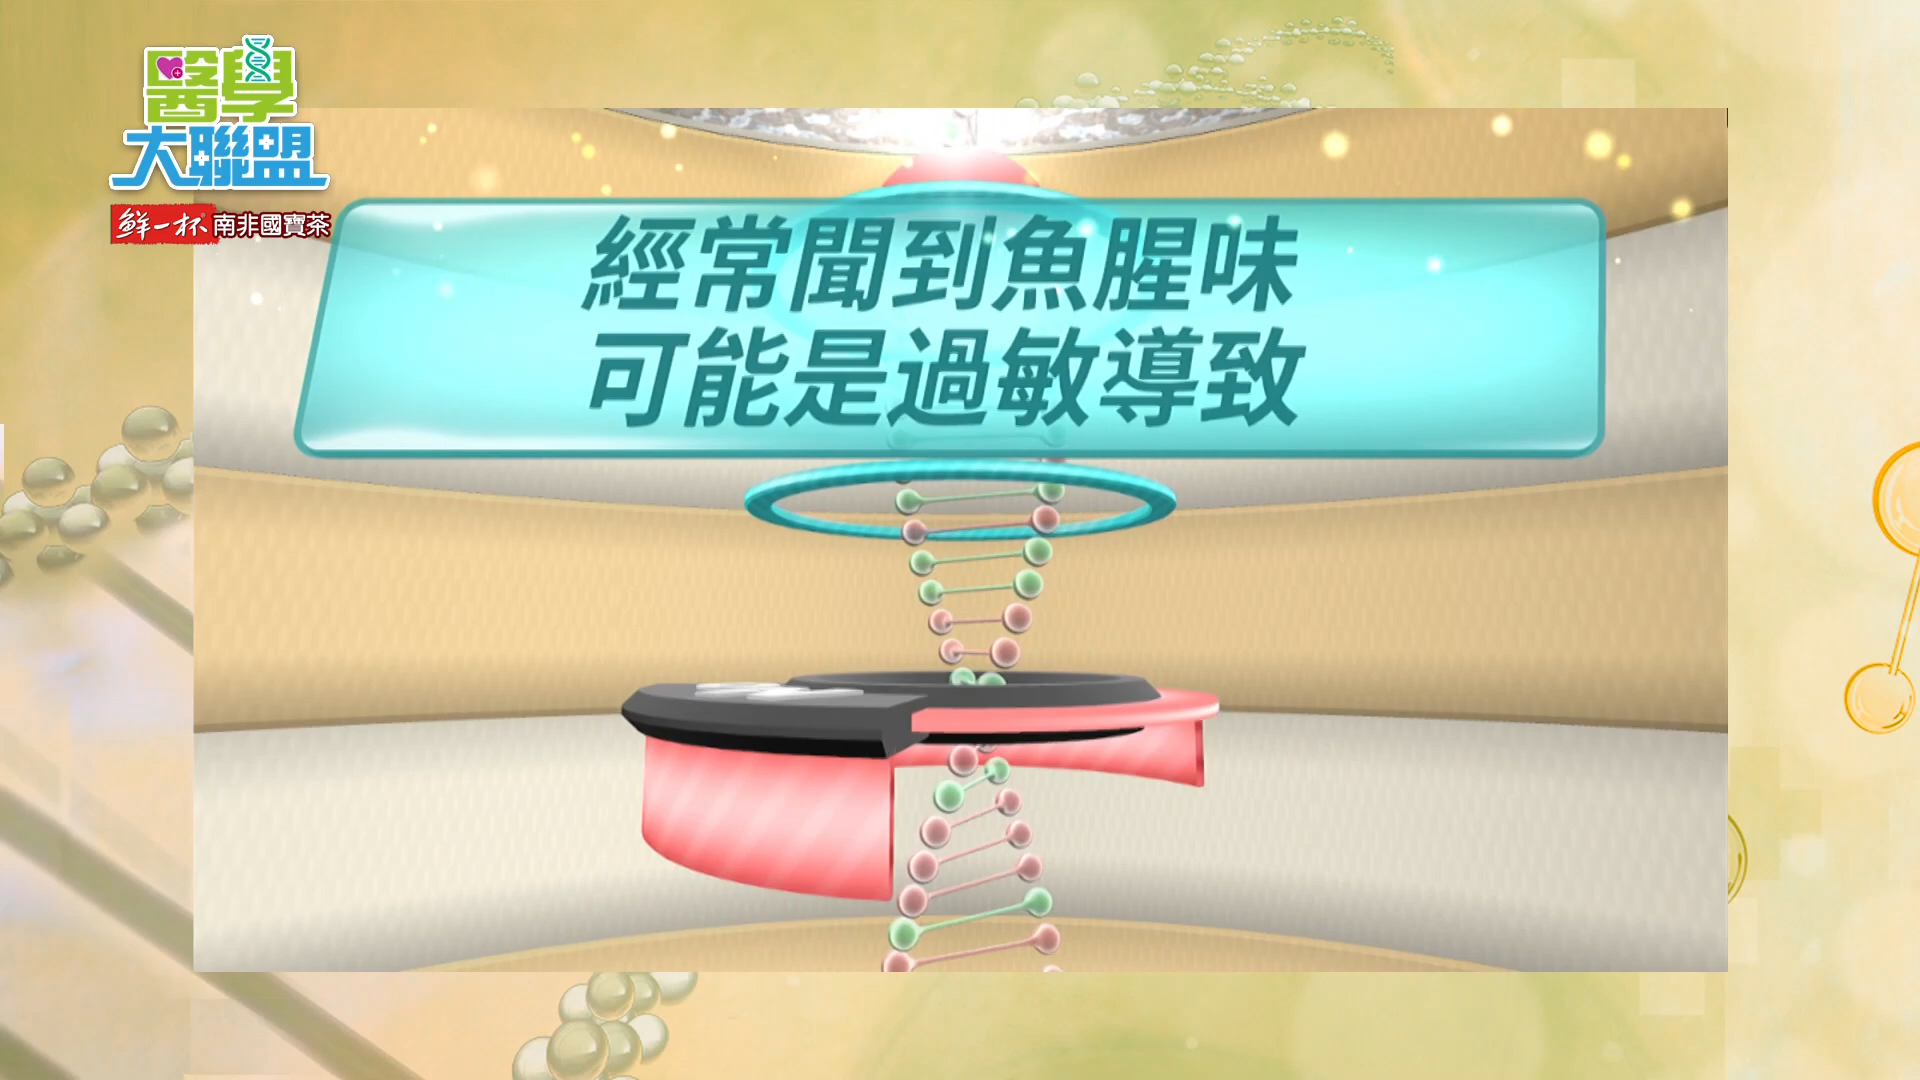 醫學
大聯盟
鮮一杯 南非國寶茶
經常聞到魚腥味
可能是過敏導致